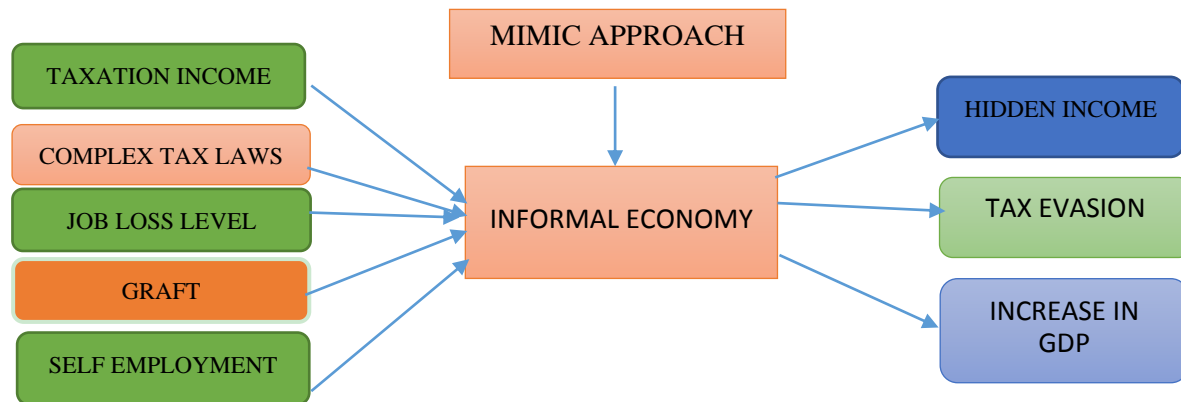 MIMIC APPROACH
TAXATION INCOME
COMPLEX TAX LAWS
JOB LOSS LEVEL
GRAFT
SELF EMPLOYMENT
INFORMAL ECONOMY
HIDDEN INCOME
TAX EVASION
INCREASE IN
GDP